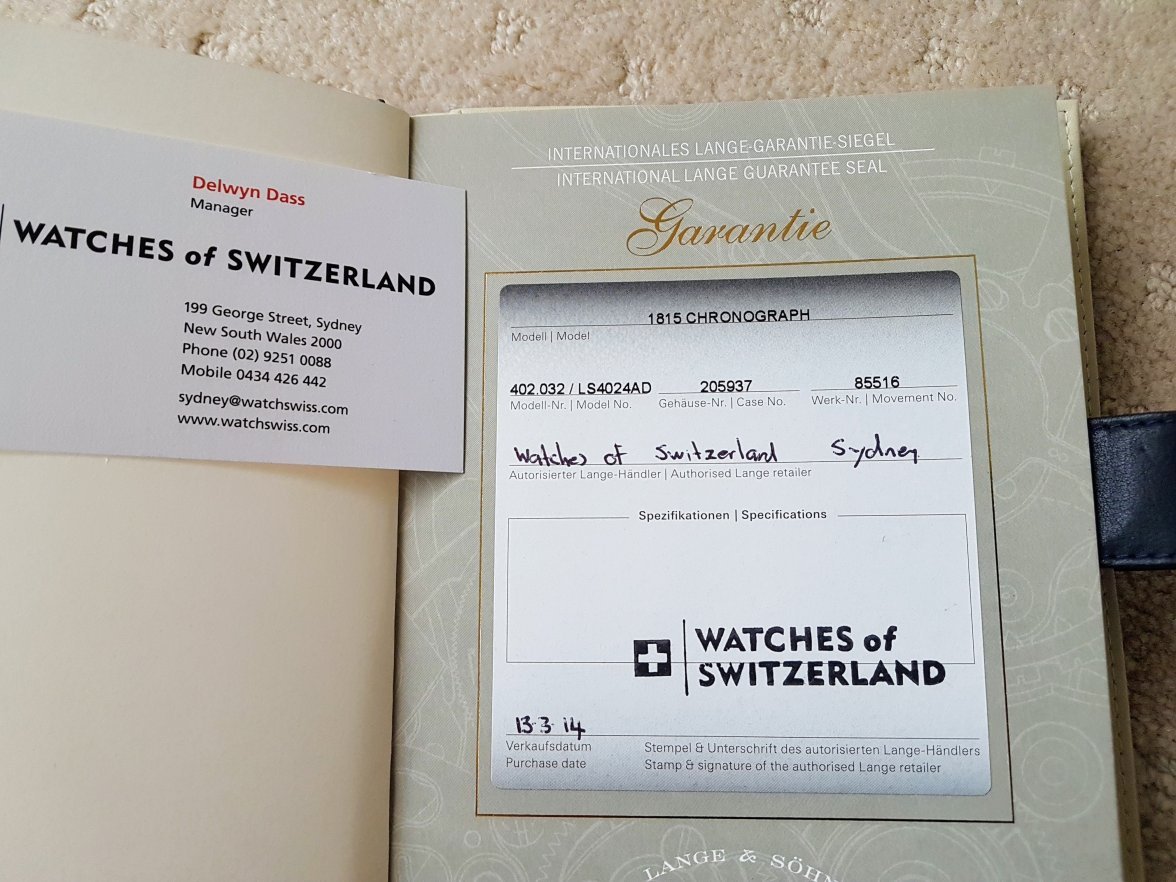 Delwyn Dass
Manager
WATCHES of SWITZERLAND
199 George Street, Sydney
New South Wales 2000
Phone (02) 9251 0088
Mobile 0434 426 442
sydney@watchswiss.com
www.watchswiss.com
INTERNATIONALES LANGE-GARANTIE-SIEGEL
INTERNATIONAL LANGE GUARANTEE SEAL
Garantie
1815 CHRONOGRAPH
Modell | Model
402.032 / LS4024AD 205937 85516
Modell-Nr. | Model No. Gehäuse-Nr. | Case No. Werk-Nr. | Movement No.
Watches of Switzerland Sydney
Autorisierter Lange-Händler | Authorised Lange retailer
Spezifikationen | Specifications
WATCHES of
SWITZERLAND
13-3-14
Verkaufsdatum Stempel & Unterschrift des autorisierten Lange-Händlers
Purchase date Stamp & signature of the authorised Lange retailer
LANGE & SÖHN